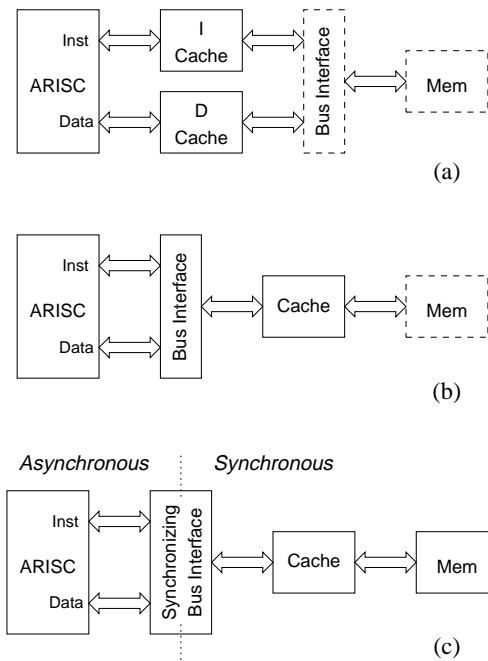 Inst
ARISC
Data
I
Cache
D
Cache
Bus Interface
Mem
(a)
Inst
ARISC
Data
Bus Interface
Cache
Mem
(b)
Asynchronous
Synchronous
Inst
ARISC
Data
Synchronizing
Bus Interface
Cache
Mem
(c)